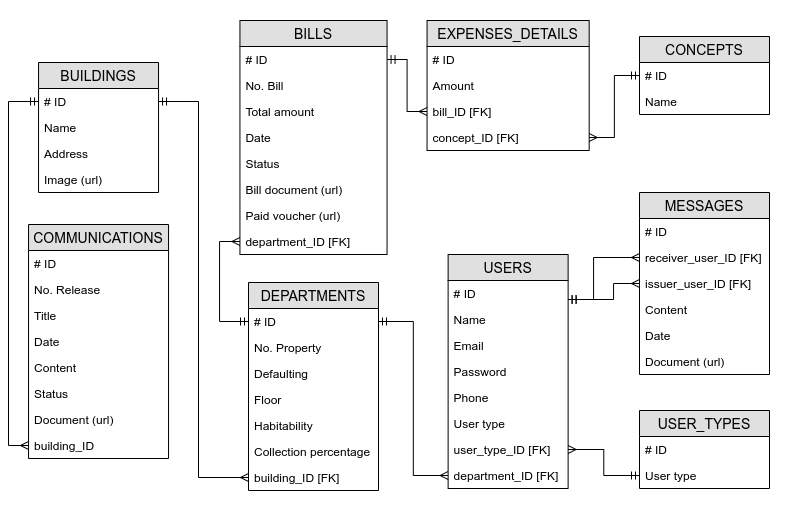 BUILDINGS
# ID
Name
Address
Image (url)
COMMUNICATIONS
# ID
No. Release
Title
Date
Content
Status
Document (url)
building_ID
BILLS
# ID
No. Bill
Total amount
Date
Status
Bill document (url)
Paid voucher (url)
department_ID [FK]
DEPARTMENTS
# ID
No. Property
Defaulting
Floor
Habitability
Collection percentage
building_ID [FK]
EXPENSES_DETAILS
# ID
Amount
bill_ID [FK]
concept_ID [FK]
USERS
# ID
Name
Email
Password
Phone
User type
user_type_ID [FK]
department_ID [FK]
CONCEPTS
# ID
Name
MESSAGES
# ID
receiver_user_ID [FK]
issuer_user_ID [FK]
Content
Date
Document (url)
USER_TYPES
# ID
User type